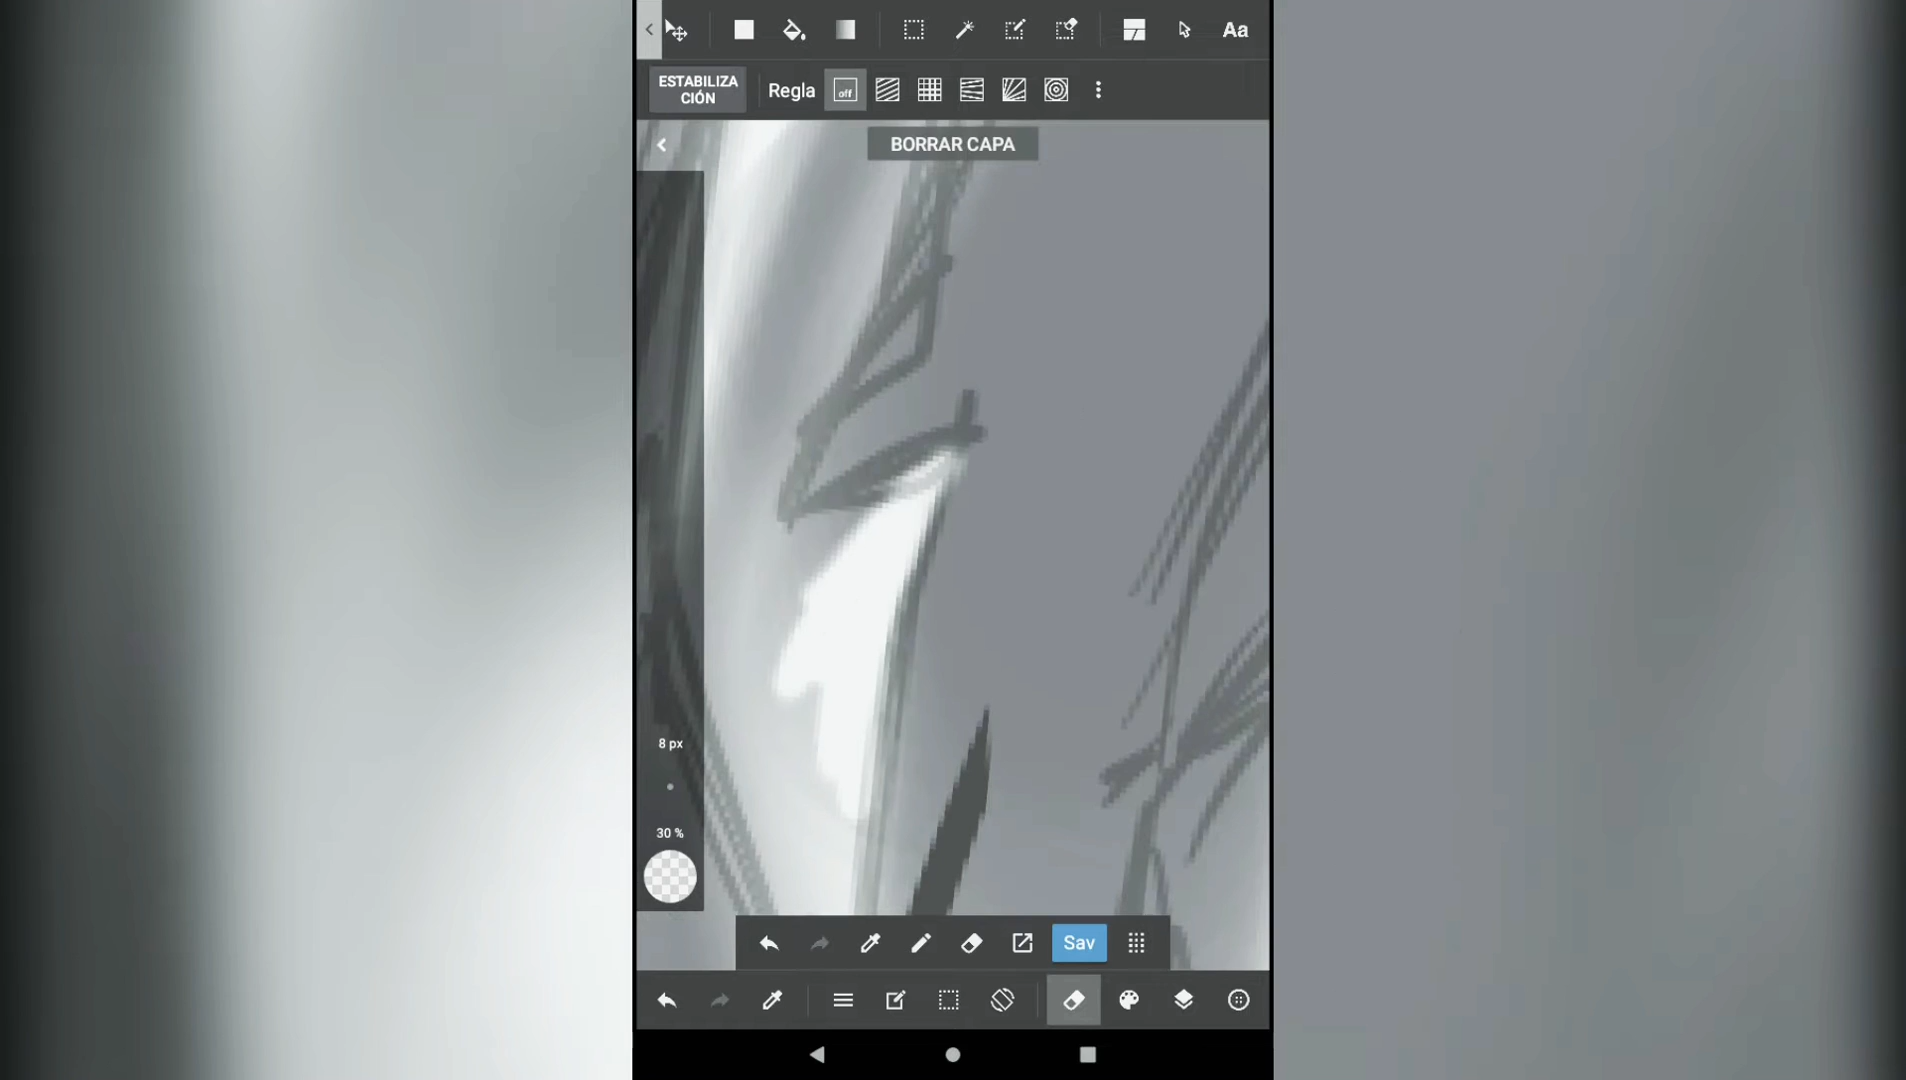 Aa
ESTABILIZA
CIÓN
Regla
off
BORRAR CAPA
8 px
30 %
Sav